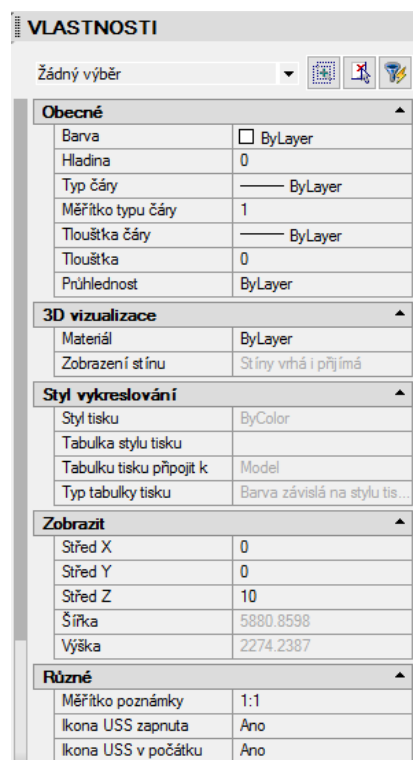 VLASTNOSTI
Žádný výběr
Obecné
Barva ByLayer
Hladina 0
Typ čáry ByLayer
Měřítko typu čáry 1
Tloušťka čáry ByLayer
Tloušťka 0
Průhlednost ByLayer
3D vizualizace
Materiál ByLayer
Zobrazení stínu Stíny vrhá i přijímá
Styl vykreslování
Styl tisku ByColor
Tabulka stylu tisku
Tabulku tisku připojit k Model
Typ tabulky tisku Barva závislá na stylu tis...
Zobrazit
Střed X 0
Střed Y 0
Střed Z 10
Šířka 5880.8598
Výška 2274.2387
Různé
Měřítko poznámky 1:1
Ikona USS zapnuta Ano
Ikona USS v počátku Ano